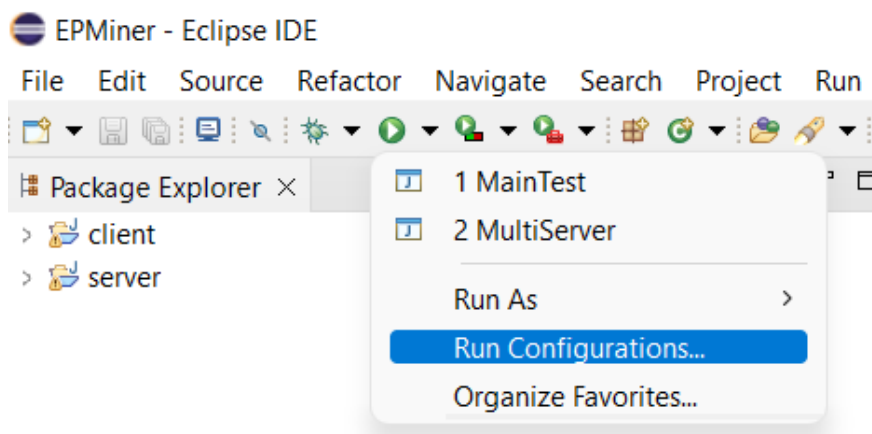 EPMiner - Eclipse IDE
File Edit Source Refactor Navigate Search Project Run
Package Explorer
1 MainTest
client
2 MultiServer
server
Run As
Run Configurations...
Organize Favorites...